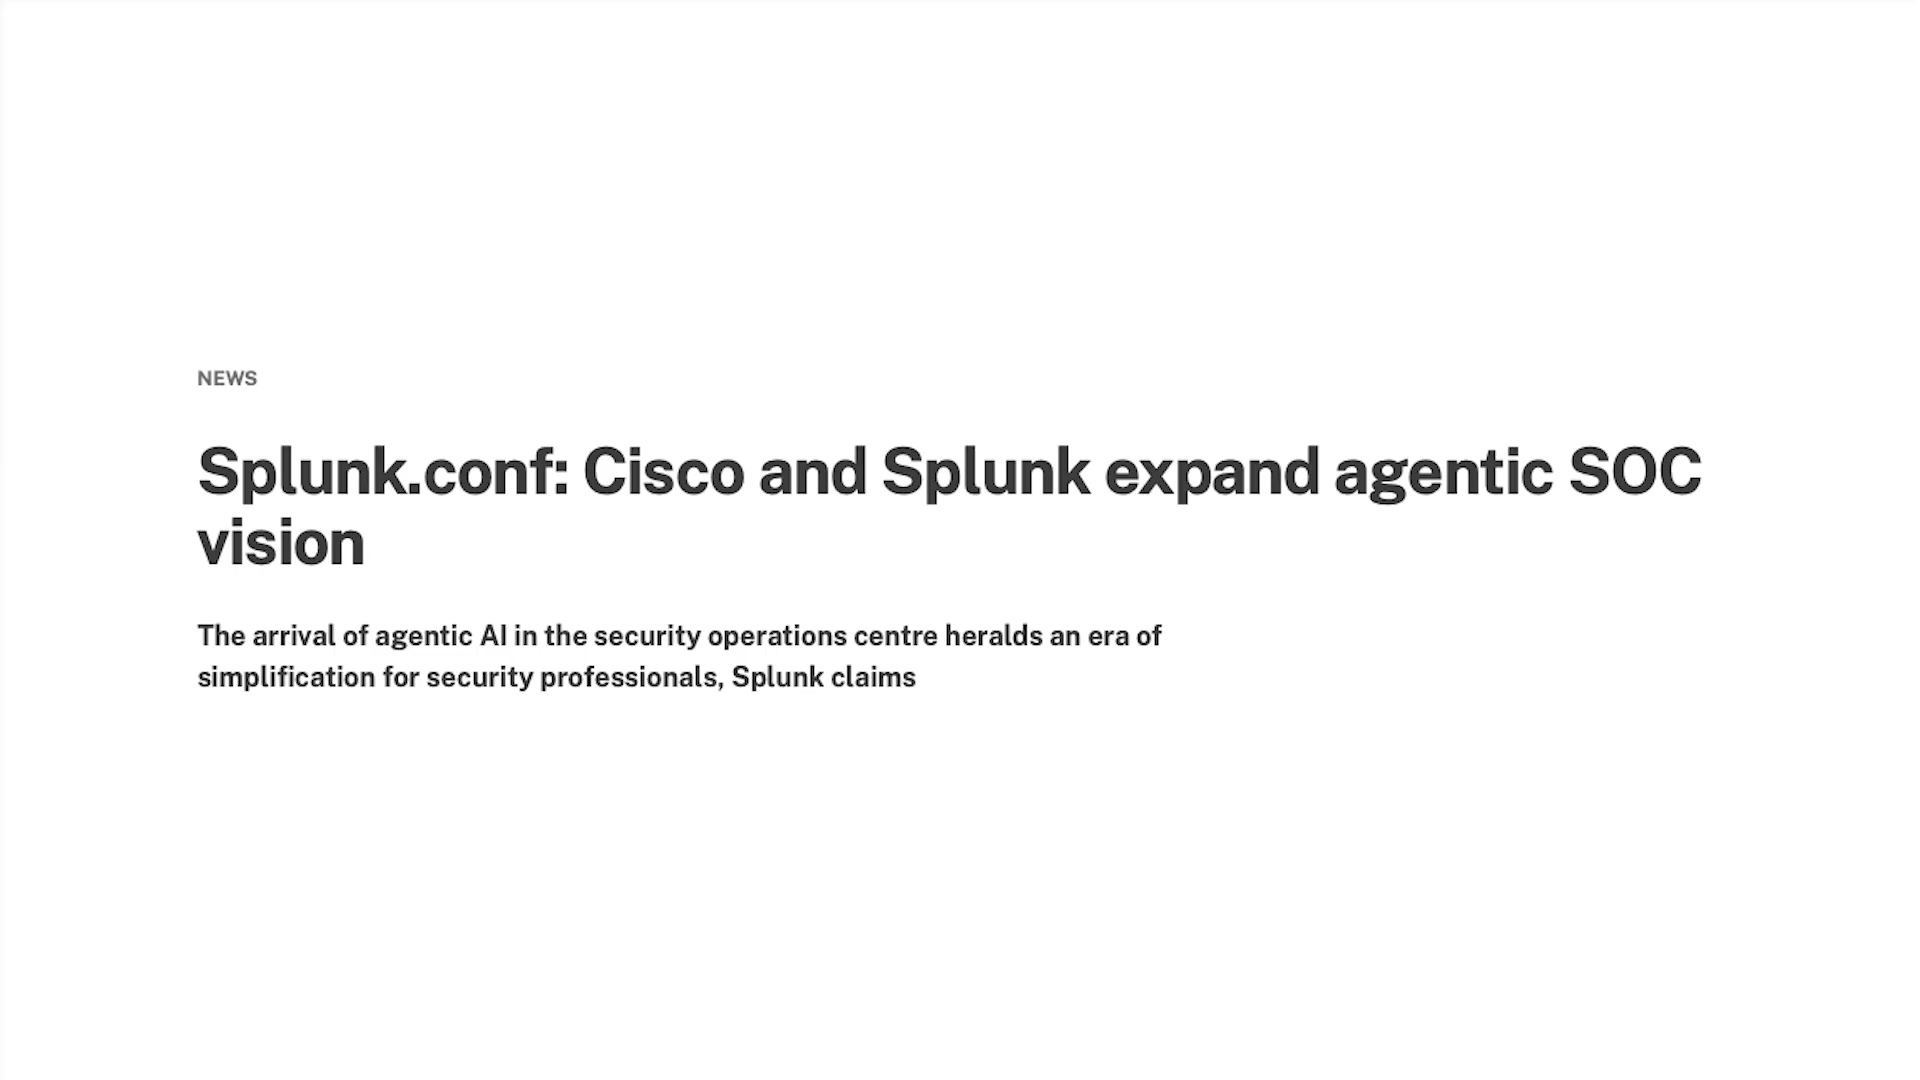 NEWS
Splunk.conf: Cisco and Splunk expand agentic SOC
vision
The arrival of agentic AI in the security operations centre heralds an era of
simplification for security professionals, Splunk claims